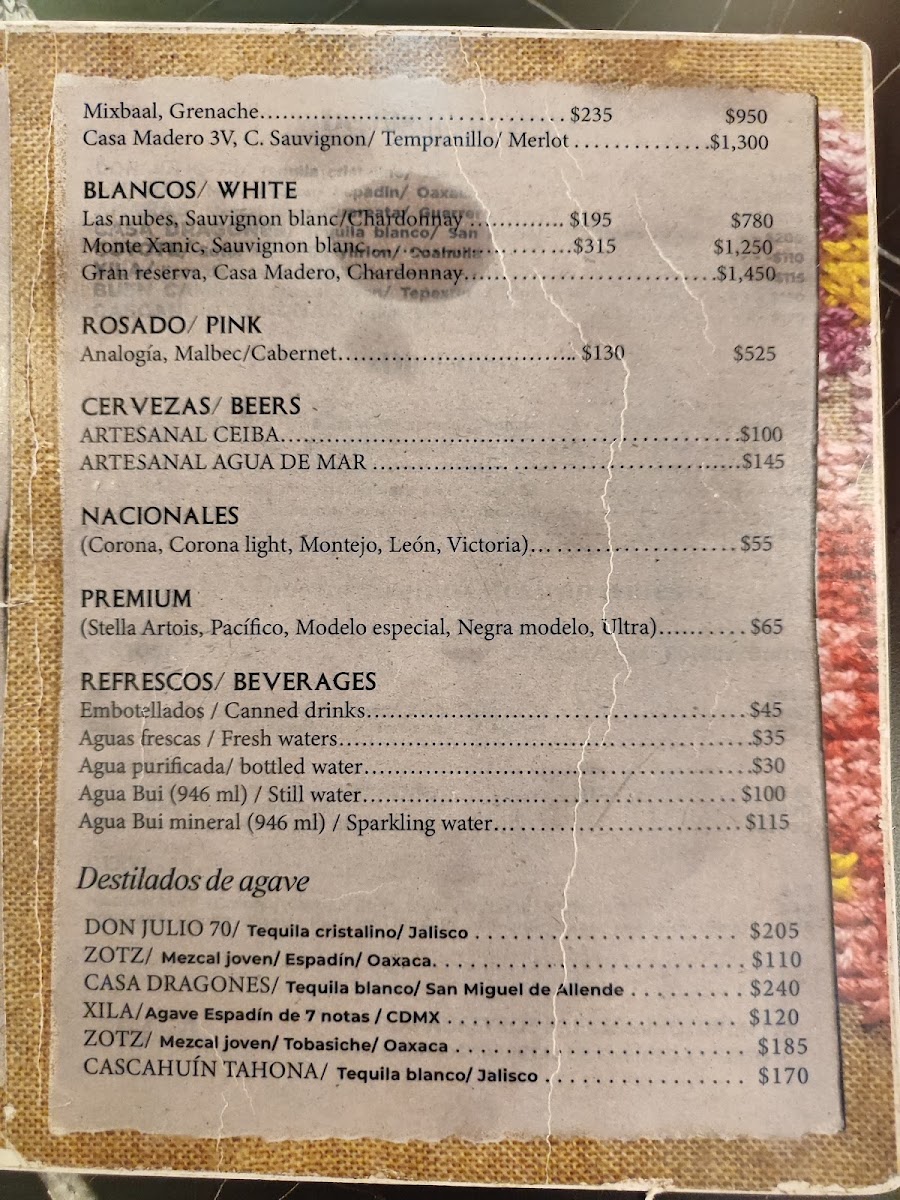 Mixbaal, Grenache............................................$235 $950
Casa Madero 3V, C. Sauvignon/ Tempranillo/ Merlot ..............$1,300
BLANCOS/ WHITE
Las nubes, Sauvignon blanc/Chardonnay ............. $195 $780
Monte Xanic, Sauvignon blanc..............................$315 $1,250
Gran reserva, Casa Madero, Chardonnay...................................$1,450
ROSADO/ PINK
Analogía, Malbec/Cabernet................................... $130 $525
CERVEZAS/ BEERS
ARTESANAL CEIBA..................................................................$100
ARTESANAL AGUA DE MAR .....................................................$145
NACIONALES
(Corona, Corona light, Montejo, León, Victoria)........................ $55
PREMIUM
(Stella Artois, Pacífico, Modelo especial, Negra modelo, Ultra).......... $65
REFRESCOS/ BEVERAGES
Embotellados / Canned drinks.................................................... $45
Aguas frescas / Fresh waters........................................................$35
Agua purificada/ bottled water.....................................................$30
Agua Bui (946 ml) / Still water.................................................... $100
Agua Bui mineral (946 ml) / Sparkling water............................. $115
Destilados de agave
DON JULIO 70/ Tequila cristalino/ Jalisco ......................... $205
ZOTZ/ Mezcal joven/ Espadín/ Oaxaca.............................. $110
CASA DRAGONES/ Tequila blanco/ San Miguel de Allende .......... $240
XILA/Agave Espadín de 7 notas / CDMX ........................... $120
ZOTZ/ Mezcal joven/ Tobasiche/ Oaxaca ........................... $185
CASCAHUÍN TAHONA/ Tequila blanco/ Jalisco ................... $170